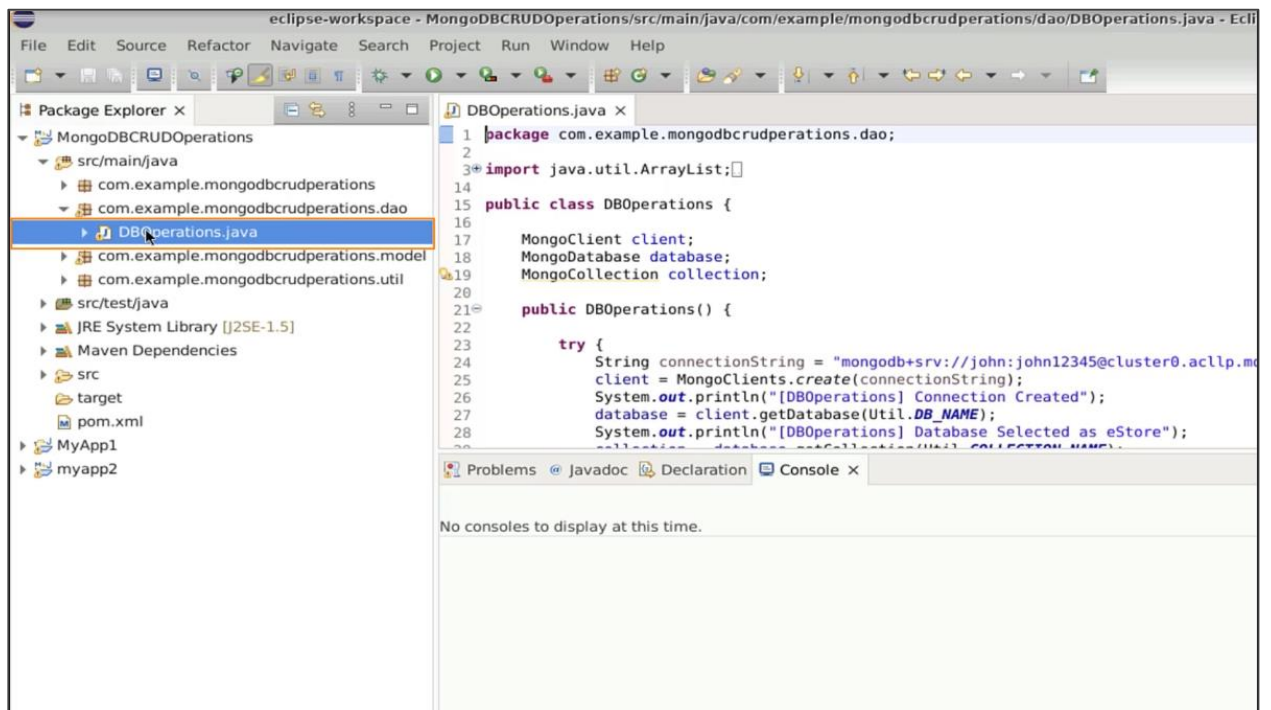 eclipse-workspace - MongoDBCRUDOperations/src/main/java/com/example/mongodbcrudperations/dao/DBOperations.java - Ecli
File Edit Source Refactor Navigate Search Project Run Window Help
Package Explorer
MongoDBCRUDOperations
src/main/java
com.example.mongodbcrudperations
com.example.mongodbcrudperations.dao
DBOperations.java
com.example.mongodbcrudperations.model
com.example.mongodbcrudperations.util
src/test/java
JRE System Library [J2SE-1.5]
Maven Dependencies
src
target
pom.xml
MyApp1
myapp2
DBOperations.java
1 package com.example.mongodbcrudperations.dao;
2
3 import java.util.ArrayList;
14
15 public class DBOperations {
16
17 MongoClient client;
18 MongoDatabase database;
19 MongoCollection collection;
20
21 public DBOperations() {
22
23 try {
24 String connectionString = "mongodb+srv://john:john12345@cluster0.acllp.mo
25 client = MongoClients.create(connectionString);
26 System.out.println("[DBOperations] Connection Created");
27 database = client.getDatabase(Util.DB_NAME);
28 System.out.println("[DBOperations] Database Selected as eStore");
Problems @ Javadoc Declaration Console
No consoles to display at this time.